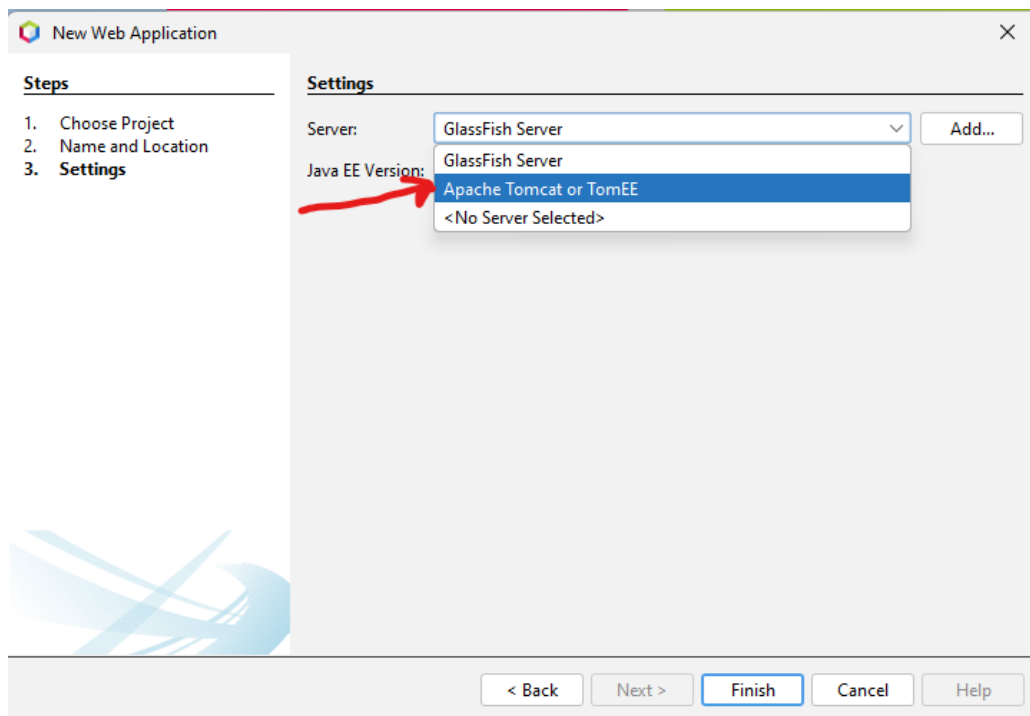 New Web Application
Steps
1. Choose Project
2. Name and Location
3. Settings
Settings
Server:
GlassFish Server
Add...
Java EE Version:
GlassFish Server
Apache Tomcat or TomEE
<No Server Selected>
< Back
Next >
Finish
Cancel
Help